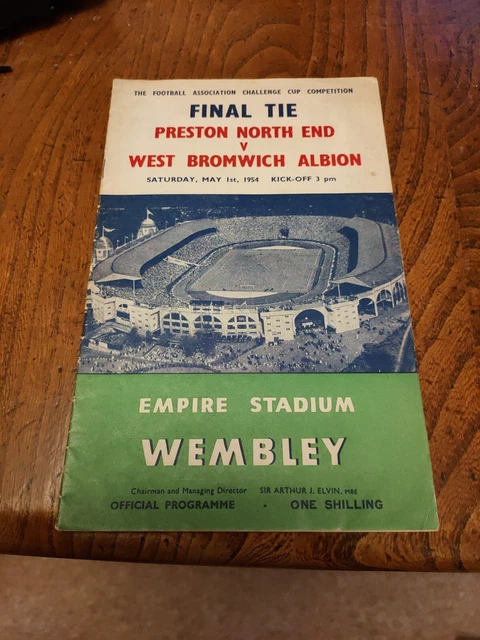 THE FOOTBALL ASSOCIATION CHALLENGE CUP COMPETITION
FINAL TIE
PRESTON NORTH END
V
WEST BROMWICH ALBION
SATURDAY, MAY 1st, 1954 KICK-OFF 3 pm
EMPIRE STADIUM
WEMBLEY
Chairman and Managing Director SIR ARTHUR J. ELVIN, MBE
OFFICIAL PROGRAMME · ONE SHILLING